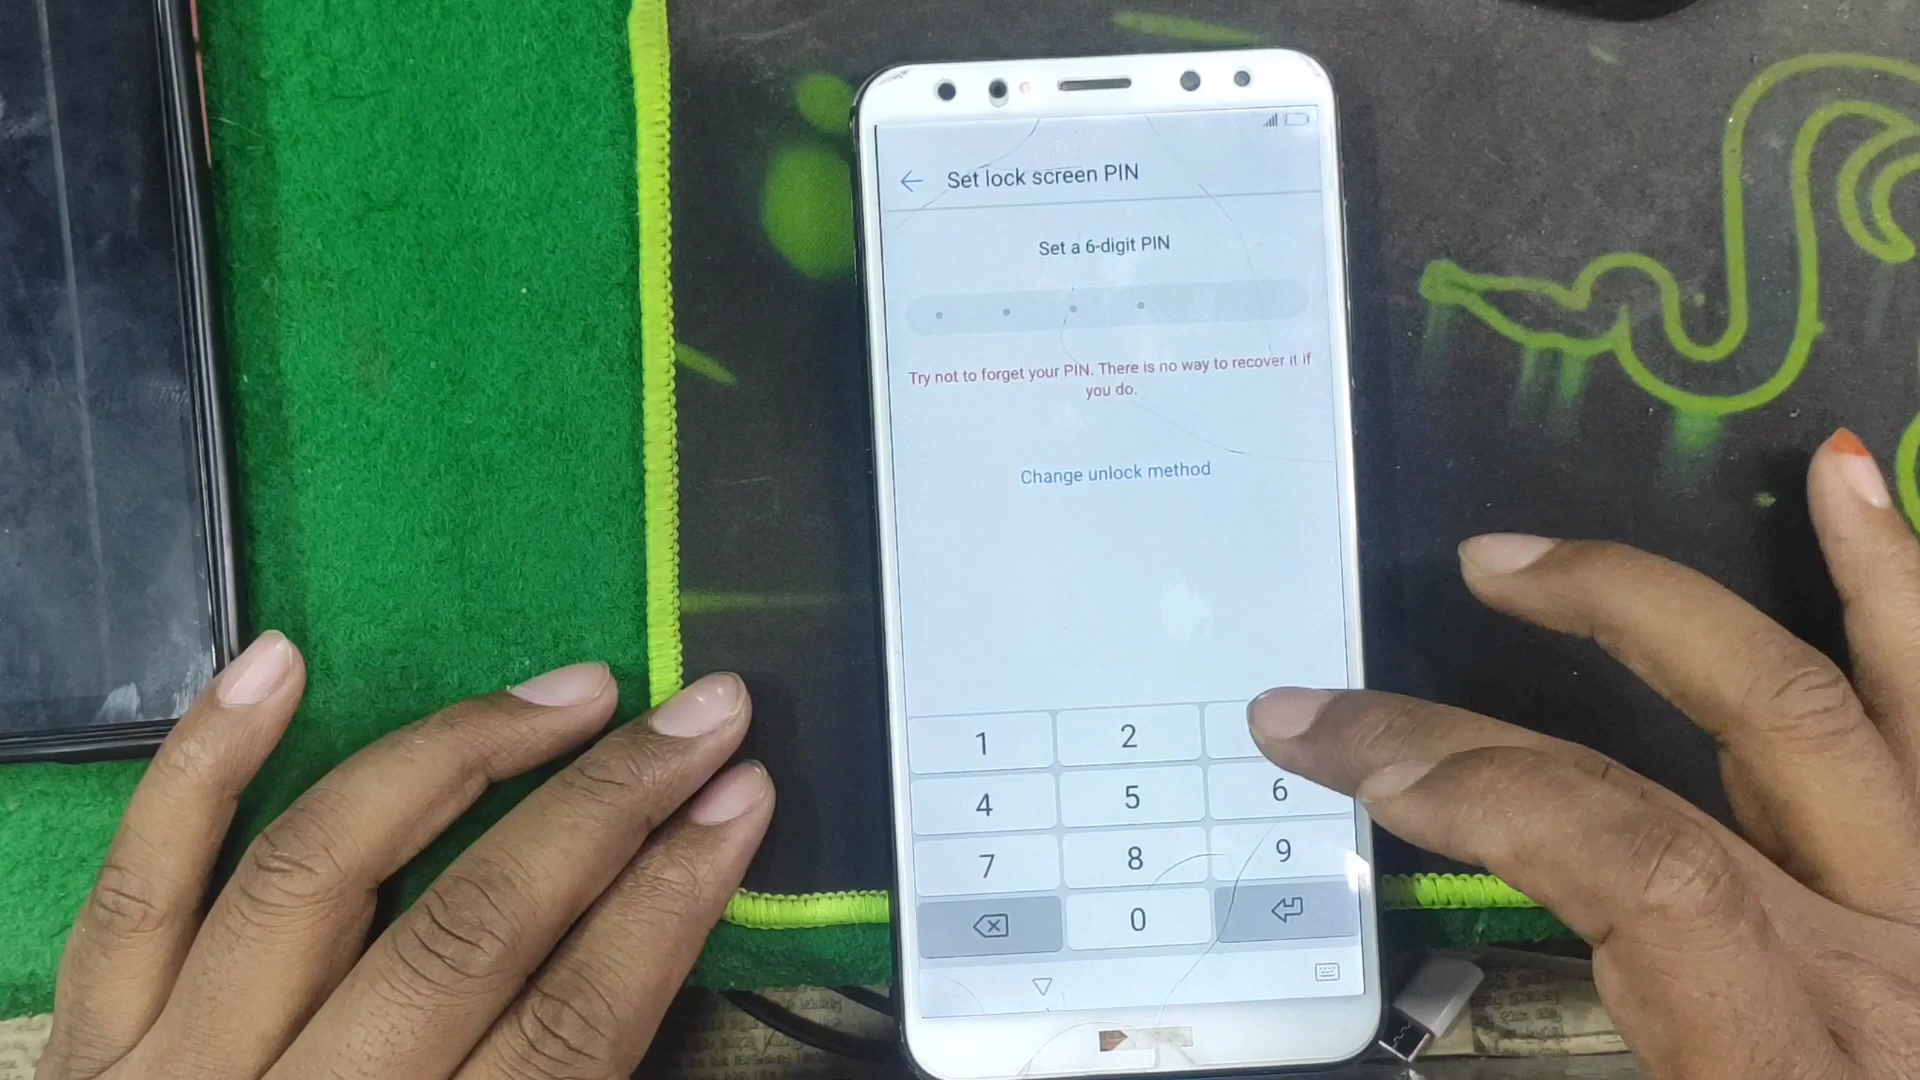 Set lock screen PIN
Set a 6-digit PIN
Try not to forget your PIN. There is no way to recover it if
you do.
Change unlock method
1
2
4
5
6
7
8
9
0